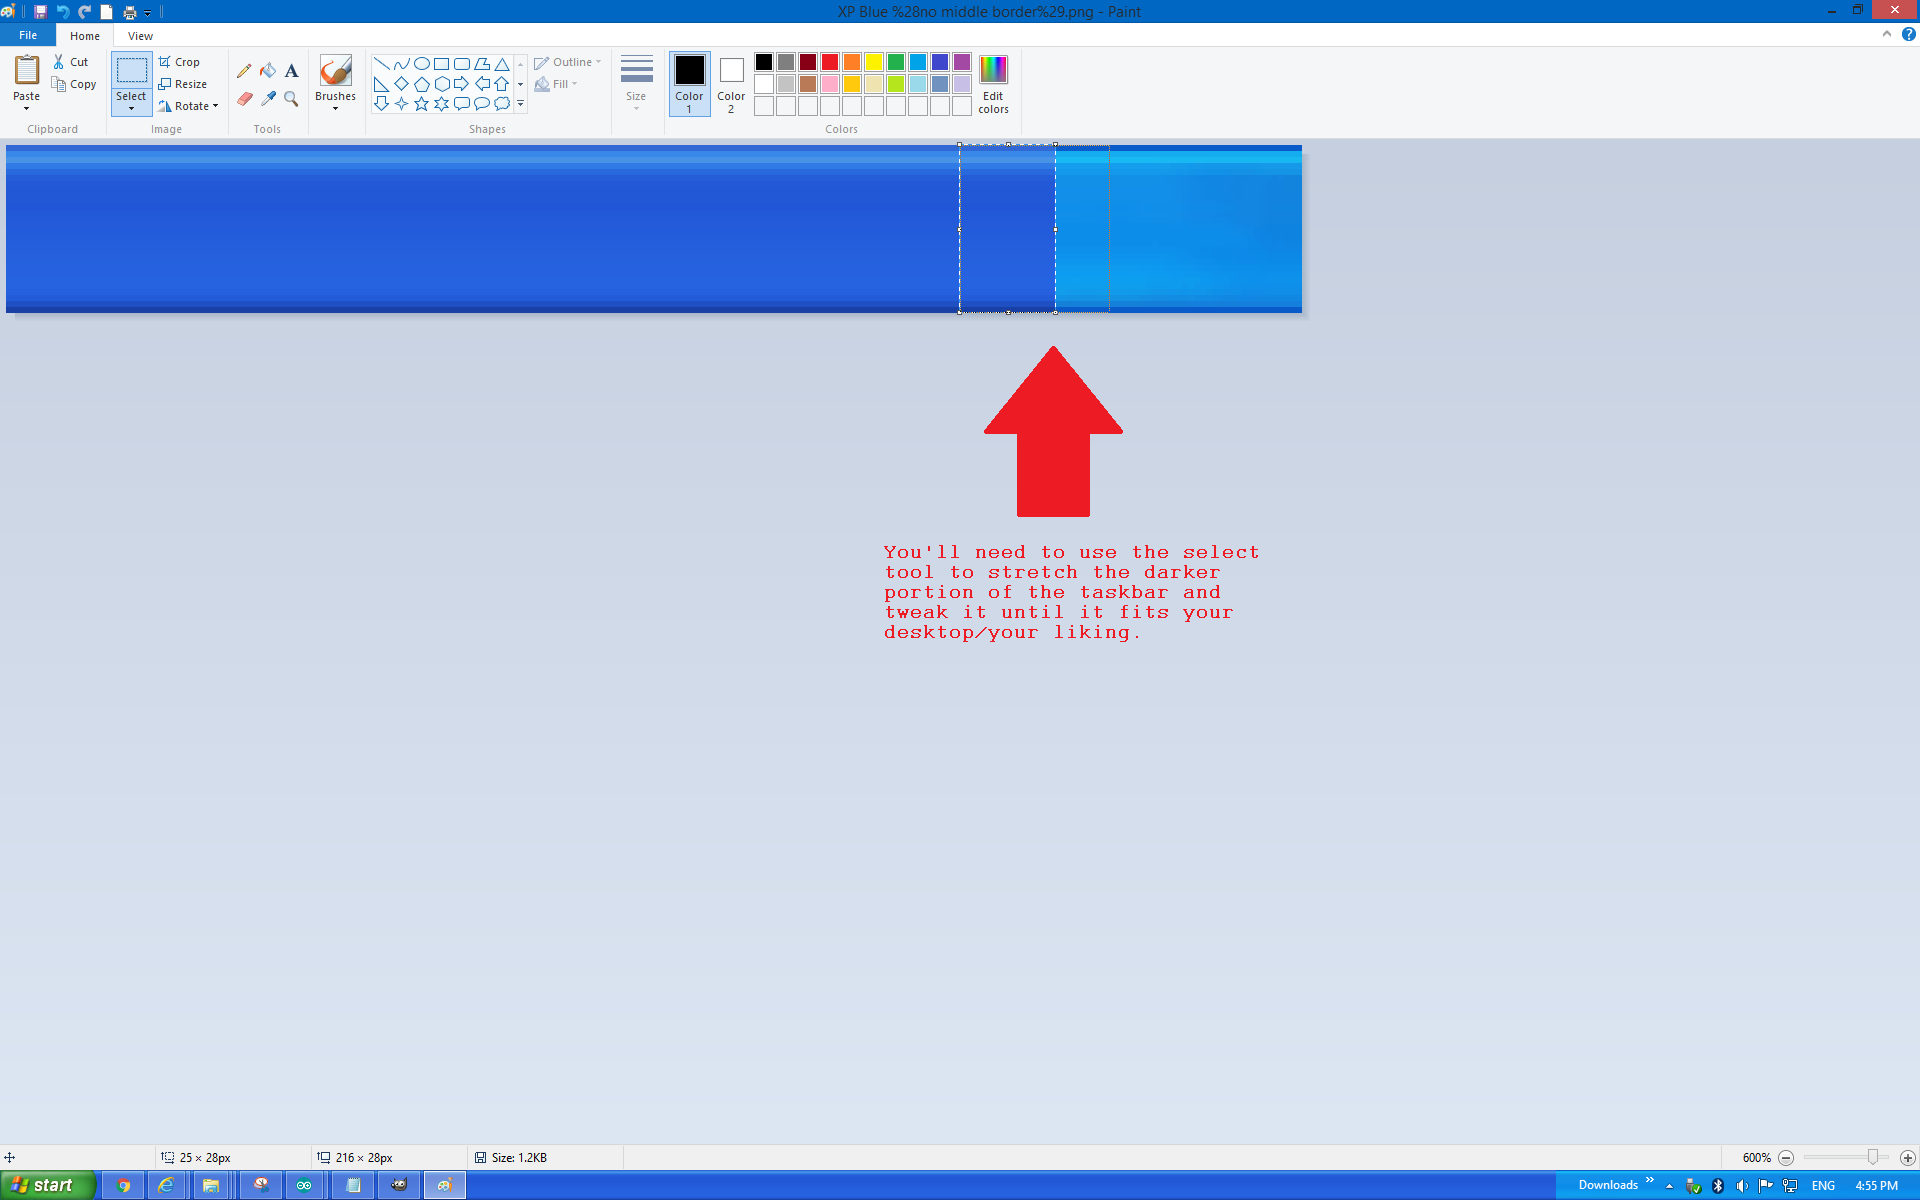 XP Blue %28no middle border%29.png - Paint
File Home View
Paste
Cut
Copy
Clipboard
Select
Crop
Resize
Rotate
Image
A
Tools
Brushes
Outline
Fill
Shapes
Size
Color 1
Color 2
Edit colors
Colors
You'll need to use the select
tool to stretch the darker
portion of the taskbar and
tweak it until it fits your
desktop/your liking.
25 × 28px
216 × 28px
Size: 1.2KB
600%
start
Downloads
ENG
4:55 PM